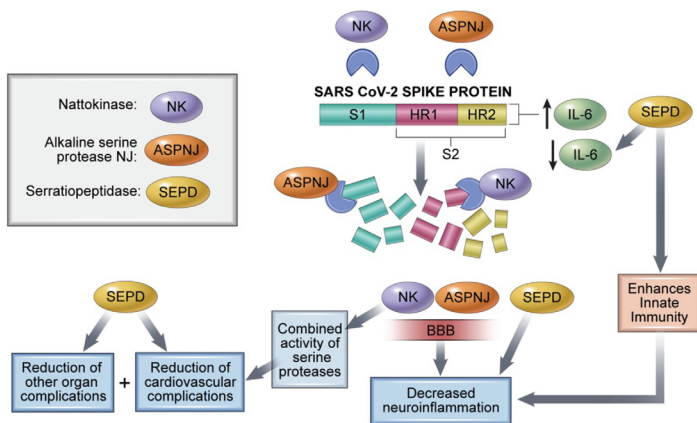 NK
ASPNJ
Nattokinase:
NK
Alkaline serine
protease NJ:
ASPNJ
Serratiopeptidase:
SEPD
SARS CoV-2 SPIKE PROTEIN
S1
HR1
HR2
S2
IL-6
IL-6
SEPD
ASPNJ
NK
SEPD
Reduction of
other organ
complications
+
Reduction of
cardiovascular
complications
Combined
activity of
serine
proteases
NK
ASPNJ
SEPD
BBB
Decreased
neuroinflammation
Enhances
Innate
Immunity